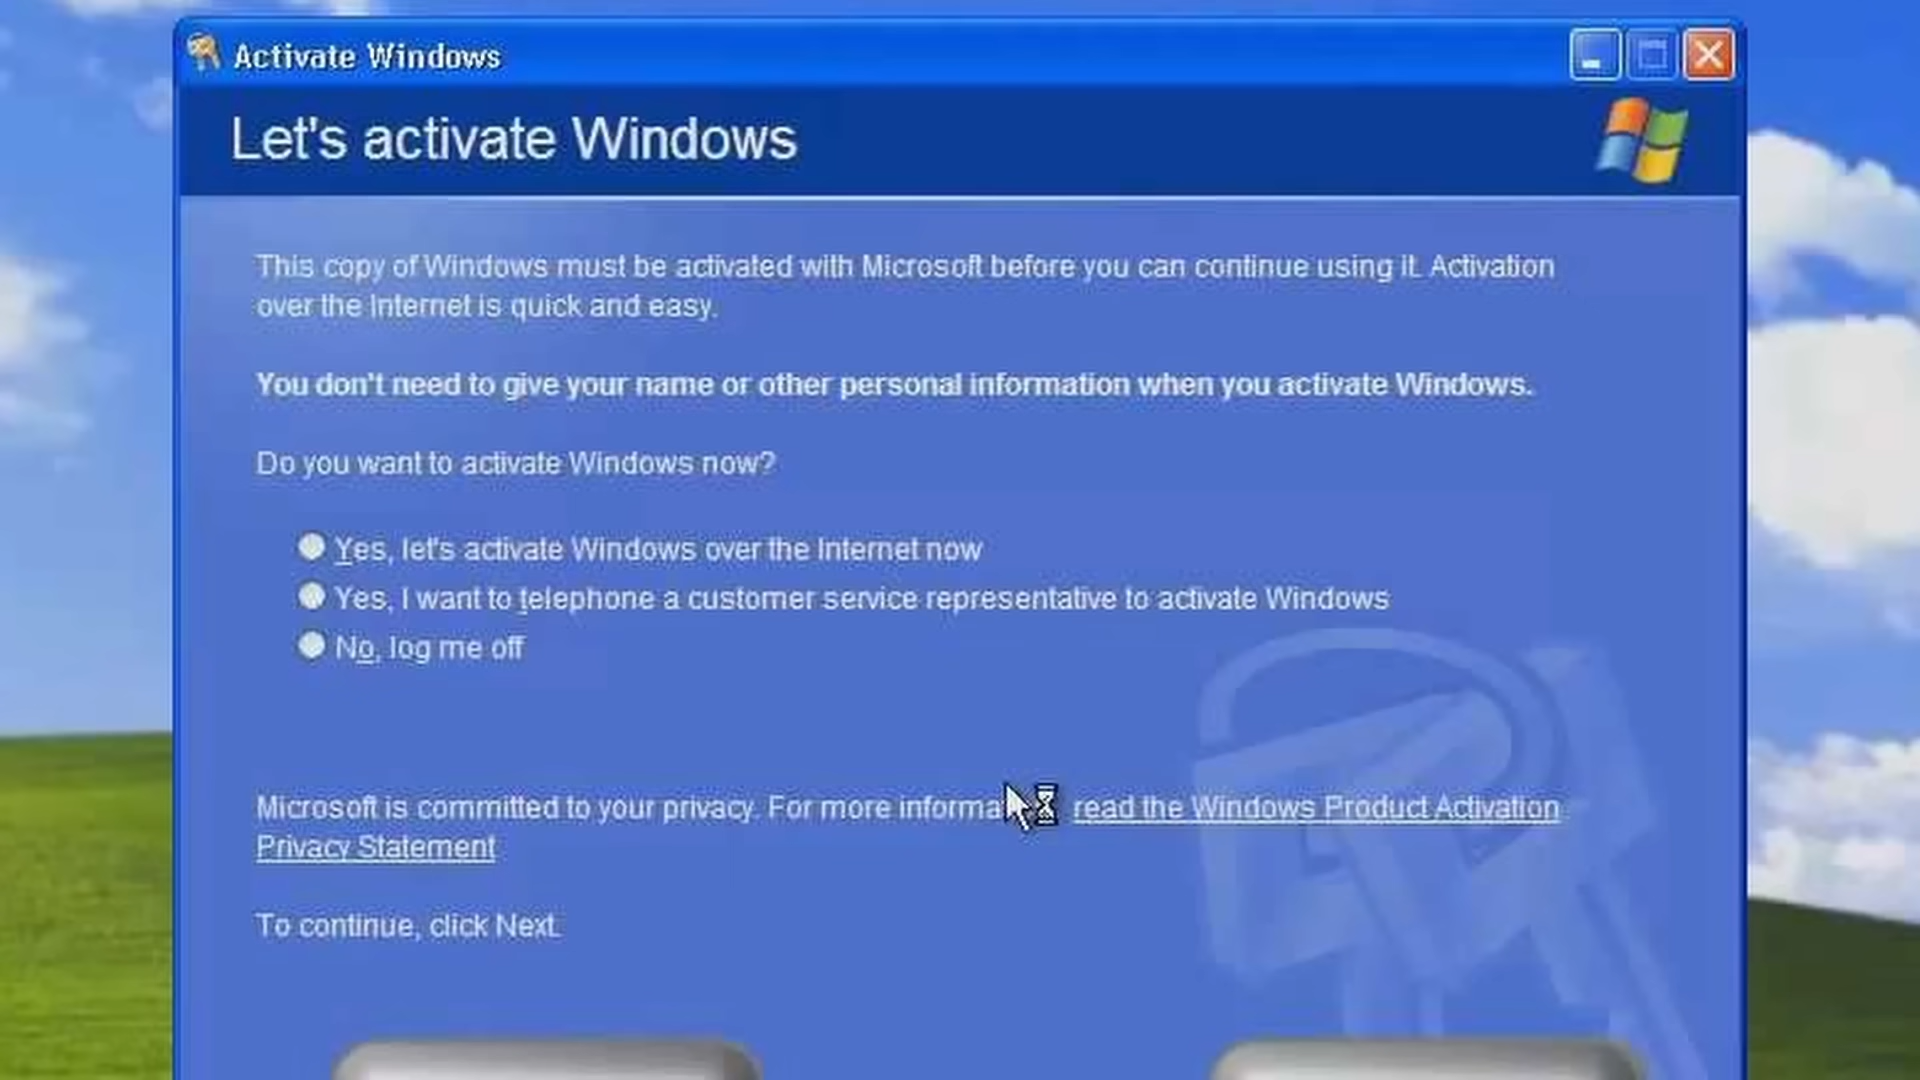 Activate Windows
Let's activate Windows
This copy of Windows must be activated with Microsoft before you can continue using it. Activation
over the Internet is quick and easy.
You don't need to give your name or other personal information when you activate Windows.
Do you want to activate Windows now?
Yes, let's activate Windows over the Internet now
Yes, I want to telephone a customer service representative to activate Windows
No, log me off
Microsoft is committed to your privacy. For more informa read the Windows Product Activation
Privacy Statement
To continue, click Next.